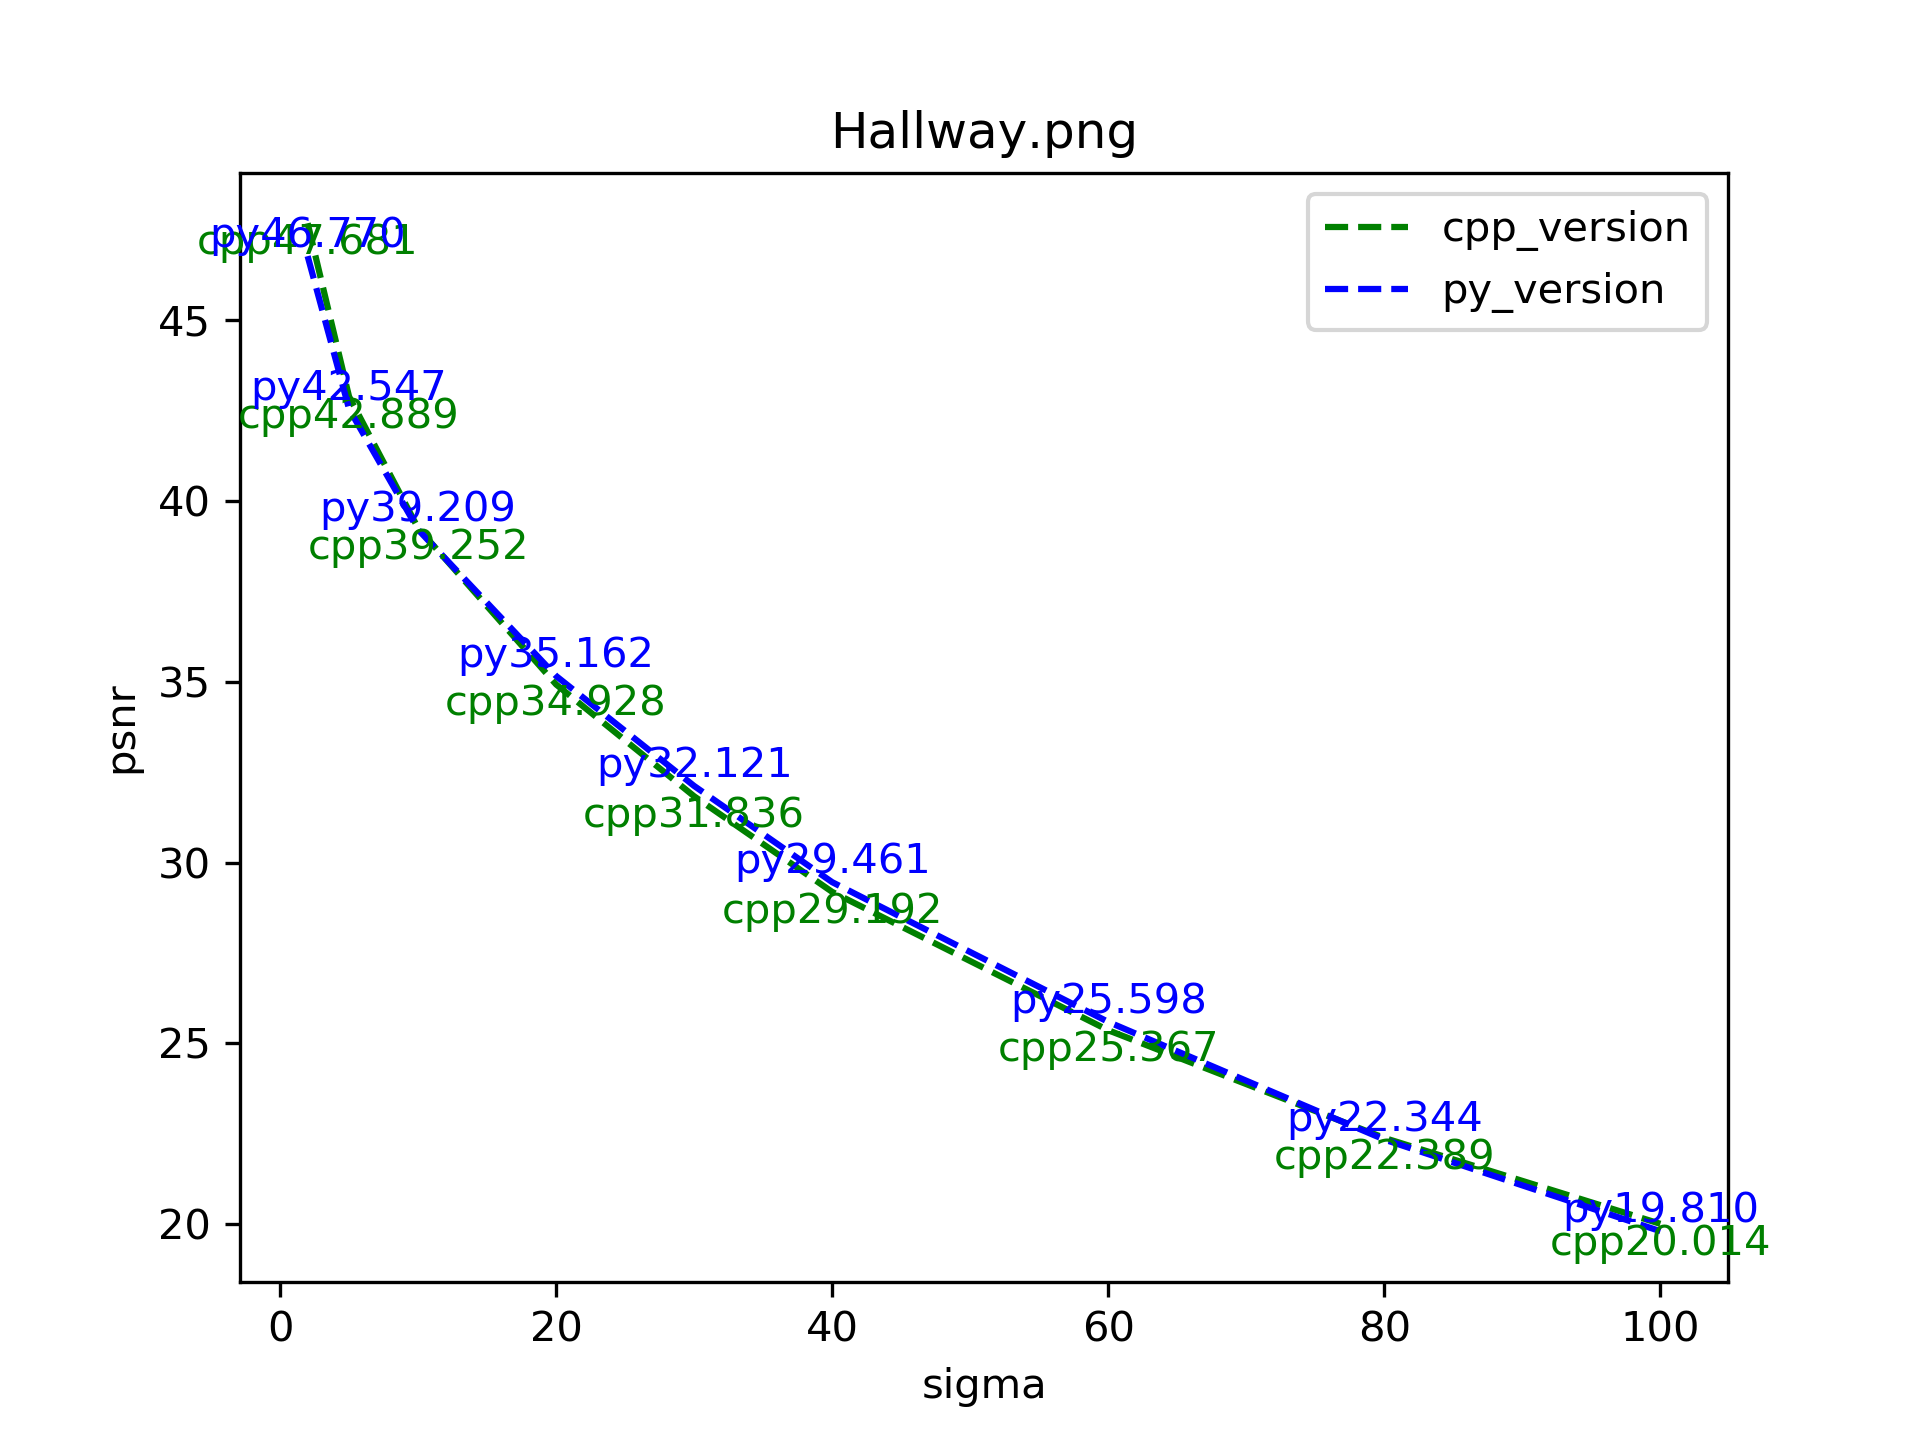 Hallway.png
cpp_version
py_version
py46.770
cpp47.681
45
py42.547
cpp42.889
40
py39.209
cpp39.252
35
py35.162
cpp34.928
psnr
py32.121
cpp31.836
30
py29.461
cpp29.192
25
py25.598
cpp25.367
py22.344
cpp22.389
20
py19.810
cpp20.014
0 20 40 60 80 100
sigma